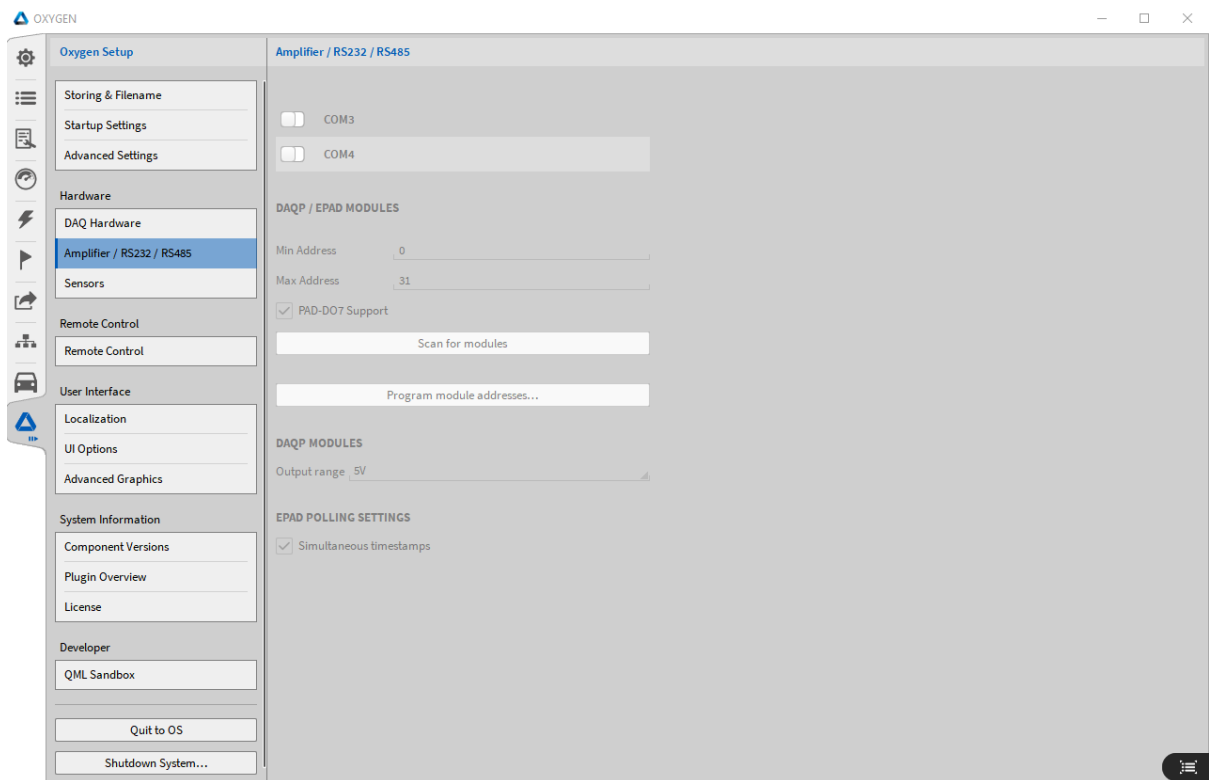 OXYGEN
Oxygen Setup
Storing & Filename
Startup Settings
Advanced Settings
Hardware
DAQ Hardware
Amplifier / RS232 / RS485
Sensors
Remote Control
Remote Control
User Interface
Localization
UI Options
Advanced Graphics
System Information
Component Versions
Plugin Overview
License
Developer
QML Sandbox
Quit to OS
Shutdown System...
Amplifier / RS232 / RS485
COM3
COM4
DAQP / EPAD MODULES
Min Address 0
Max Address 31
PAD-DO7 Support
Scan for modules
Program module addresses...
DAQP MODULES
Output range 5V
EPAD POLLING SETTINGS
Simultaneous timestamps